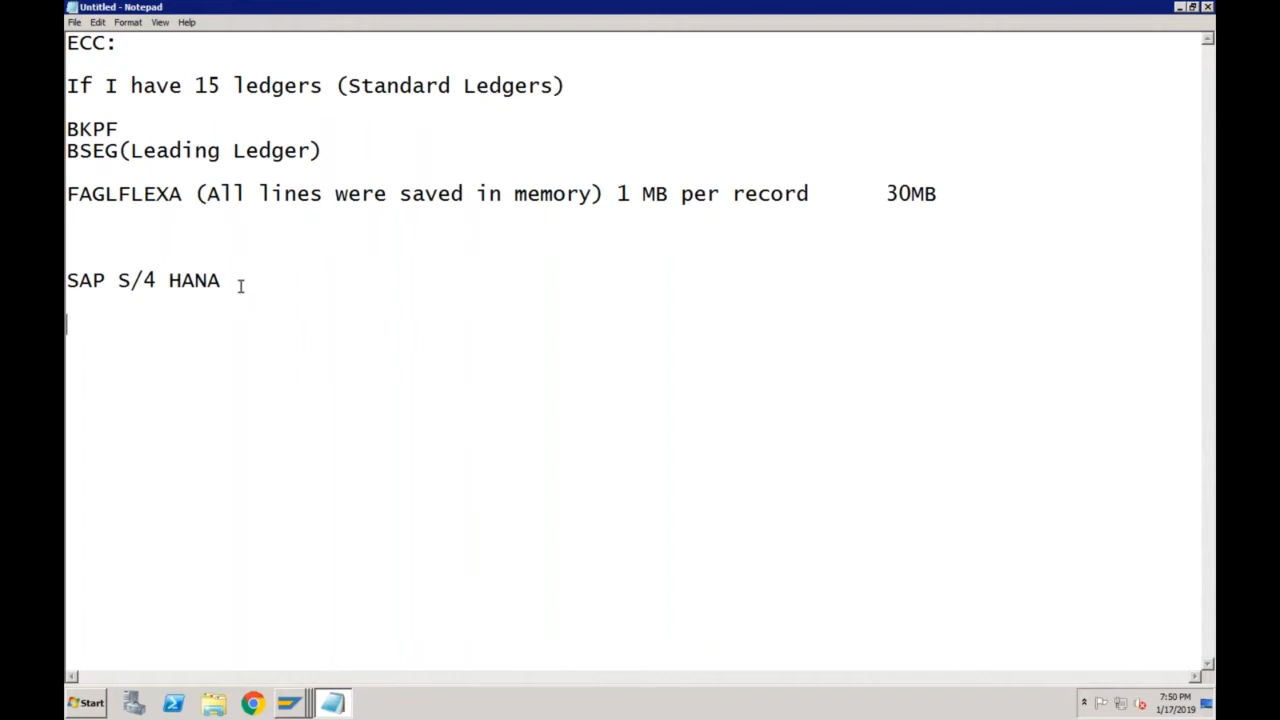 Untitled - Notepad
File Edit Format View Help
ECC:
If I have 15 ledgers (Standard Ledgers)
BKPF
BSEG(Leading Ledger)
FAGLFLEXA (All lines were saved in memory) 1 MB per record 30MB
SAP S/4 HANA
Start
7:50 PM
1/17/2019